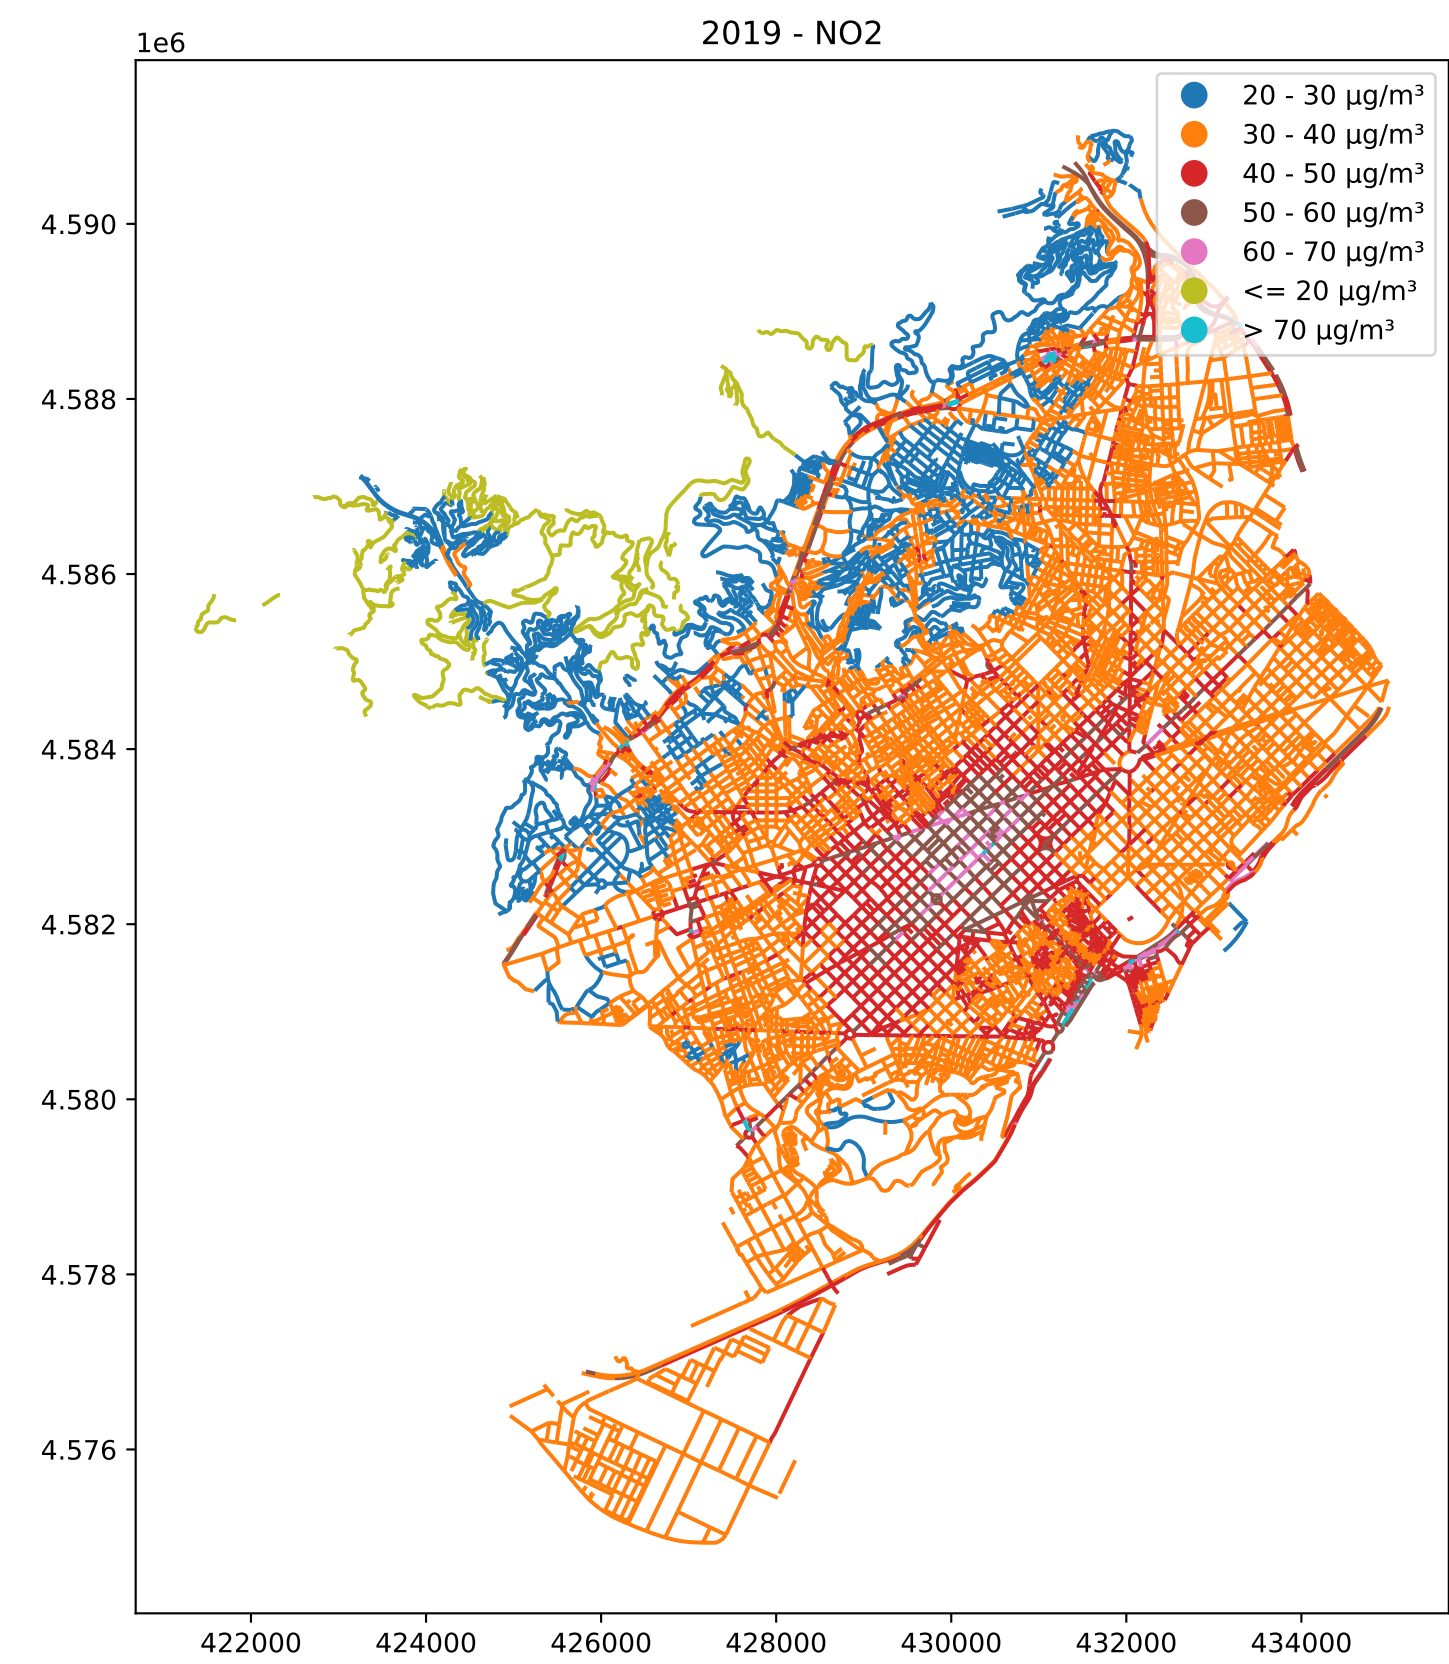 2019 - NO2
1e6
20 - 30 µg/m³
30 - 40 µg/m³
40 - 50 µg/m³
50 - 60 µg/m³
60 - 70 µg/m³
<= 20 µg/m³
> 70 µg/m³
4.590
4.588
4.586
4.584
4.582
4.580
4.578
4.576
422000 424000 426000 428000 430000 432000 434000